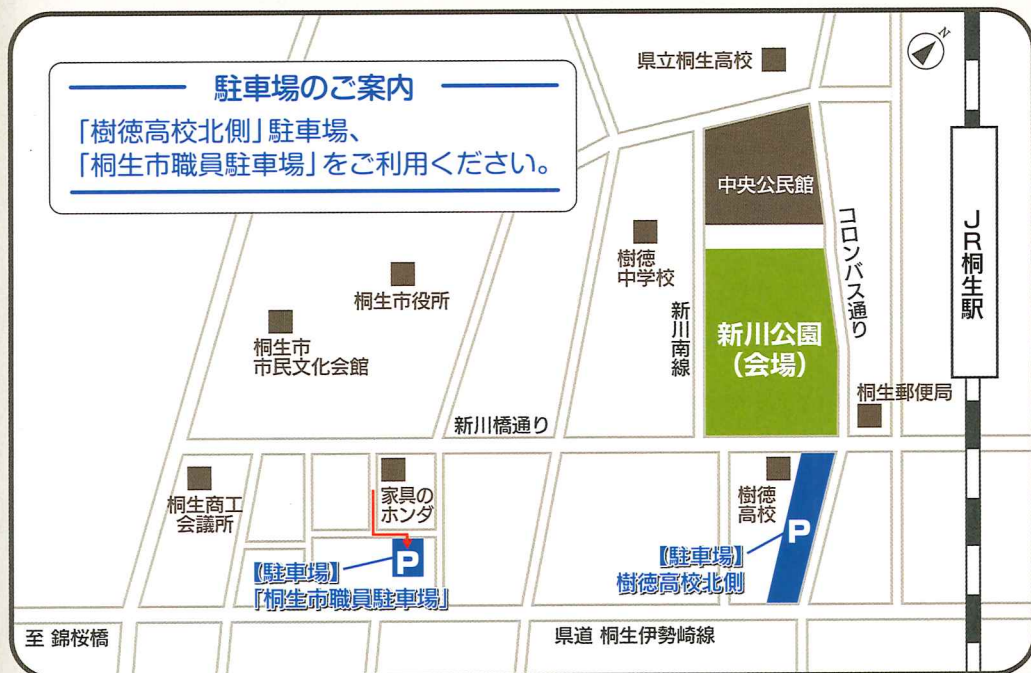 駐車場のご案内
「樹徳高校北側」駐車場、
「桐生市職員駐車場」をご利用ください。
N
県立桐生高校
中央公民館
コロンバス通り
JR桐生駅
樹徳
中学校
新川南線
新川公園
(会場)
桐生市役所
桐生市
市民文化会館
桐生郵便局
新川橋通り
桐生商工
会議所
家具の
ホンダ
樹徳
高校
P
【駐車場】
「桐生市職員駐車場」
P
【駐車場】
樹徳高校北側
至 錦桜橋
県道 桐生伊勢崎線